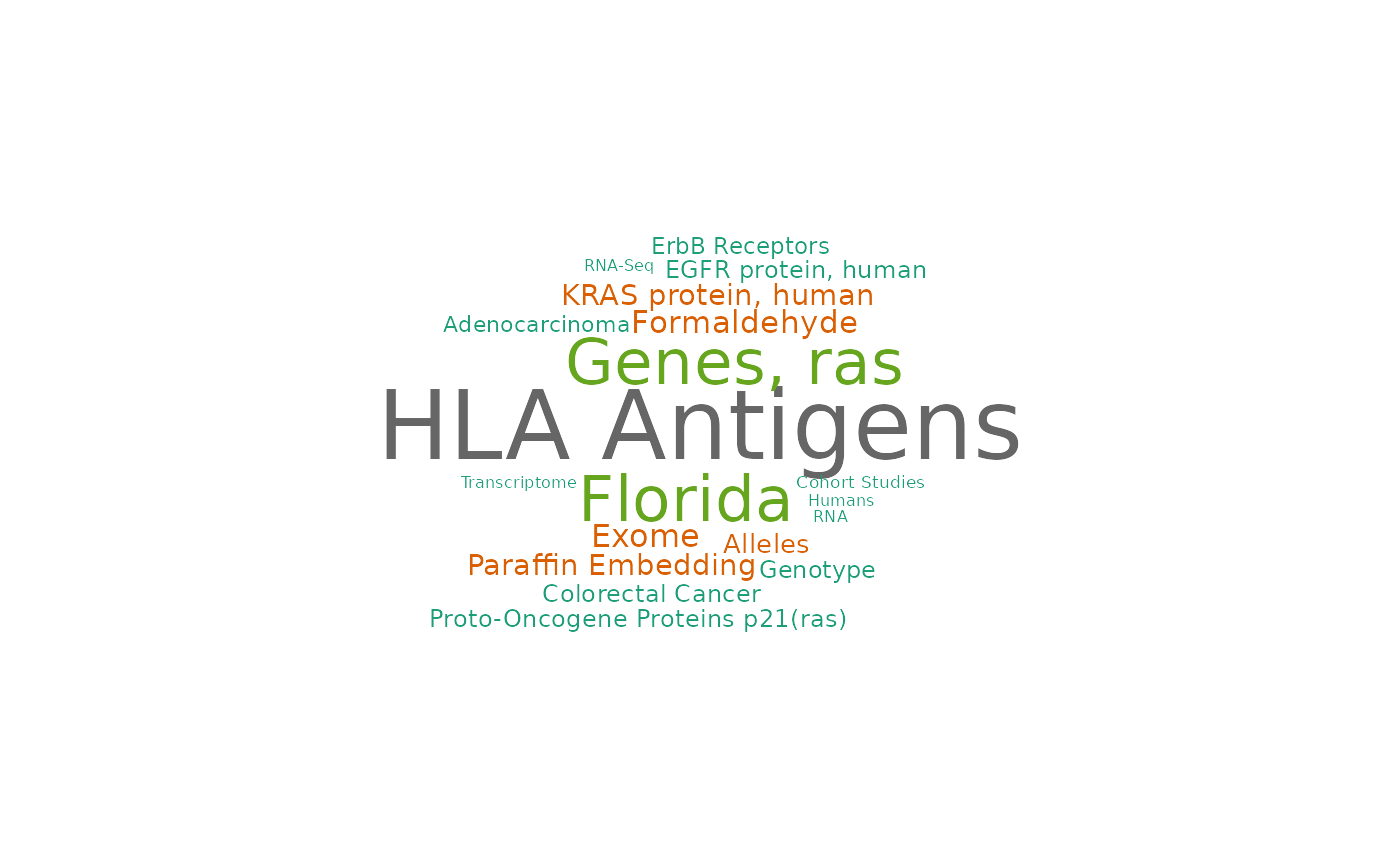 ErbB Receptors
RNA-Seq EGFR protein, human
KRAS protein, human
Adenocarcinoma Formaldehyde
Genes, ras
HLA Antigens
Transcriptome Florida Cohort Studies
Humans
RNA
Exome Alleles
Paraffin Embedding Genotype
Colorectal Cancer
Proto-Oncogene Proteins p21(ras)